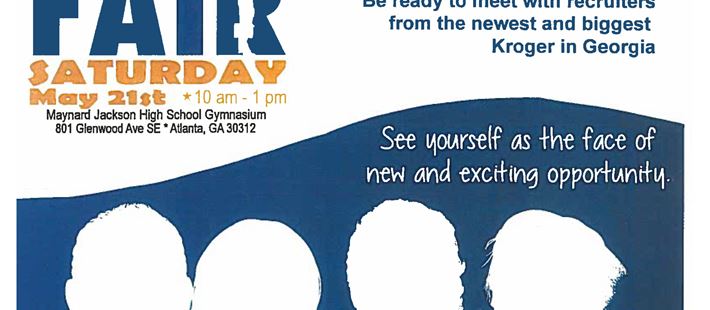 FAIR
SATURDAY
May 21st ★ 10 am - 1 pm
Maynard Jackson High School Gymnasium
801 Glenwood Ave SE * Atlanta, GA 30312
Be ready to meet with recruiters
from the newest and biggest
Kroger in Georgia
See yourself as the face of
new and exciting opportunity.